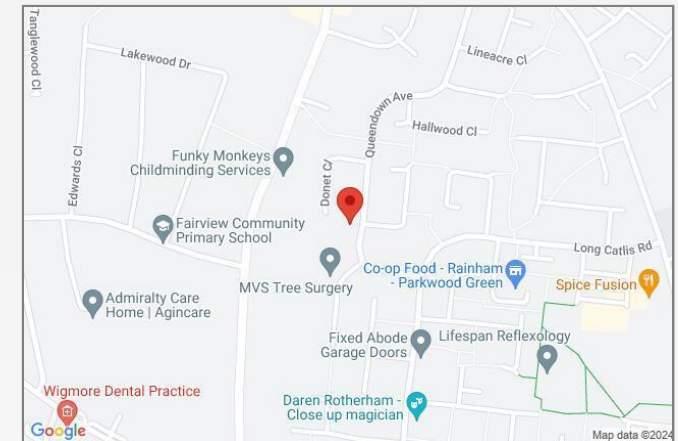 Tanglewood Cl
Lakewood Dr
Lineacre Cl
Queendown Ave
Hallwood Cl
Edwards Cl
Funky Monkeys
Childminding Services
Donet Cl
Fairview Community
Primary School
Long Catlis Rd
Co-op Food - Rainham
- Parkwood Green
Spice Fusion
MVS Tree Surgery
Admiralty Care
Home | Agincare
Fixed Abode
Garage Doors
Lifespan Reflexology
Wigmore Dental Practice
Daren Rotherham -
Close up magician
Google
Map data ©2024